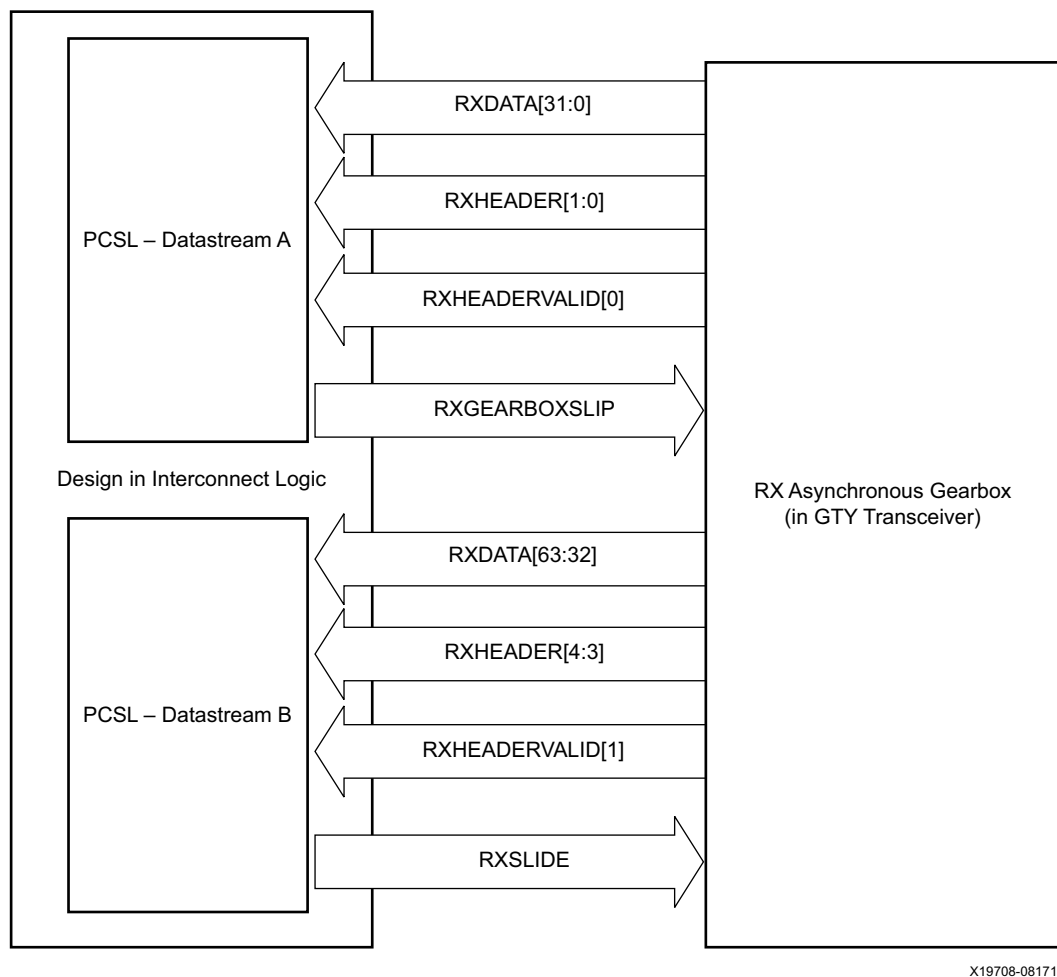 RXDATA[31:0]
RXHEADER[1:0]
PCSL – Datastream A
RXHEADERVALID[0]
RXGEARBOXSLIP
Design in Interconnect Logic
RX Asynchronous Gearbox
(in GTY Transceiver)
RXDATA[63:32]
RXHEADER[4:3]
PCSL – Datastream B
RXHEADERVALID[1]
RXSLIDE
X19708-08171